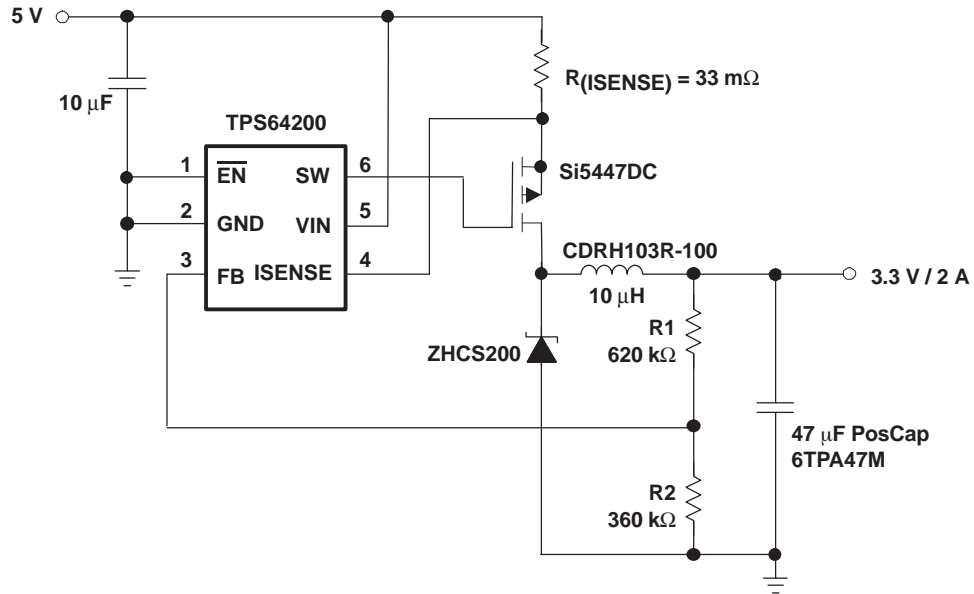 5 V
R(ISENSE) = 33 mΩ
10 μF
TPS64200
1 EN SW 6
2 GND VIN 5
3 FB ISENSE 4
Si5447DC
CDRH103R-100
10 μH
3.3 V / 2 A
R1
620 kΩ
ZHCS200
47 μF PosCap
6TPA47M
R2
360 kΩ